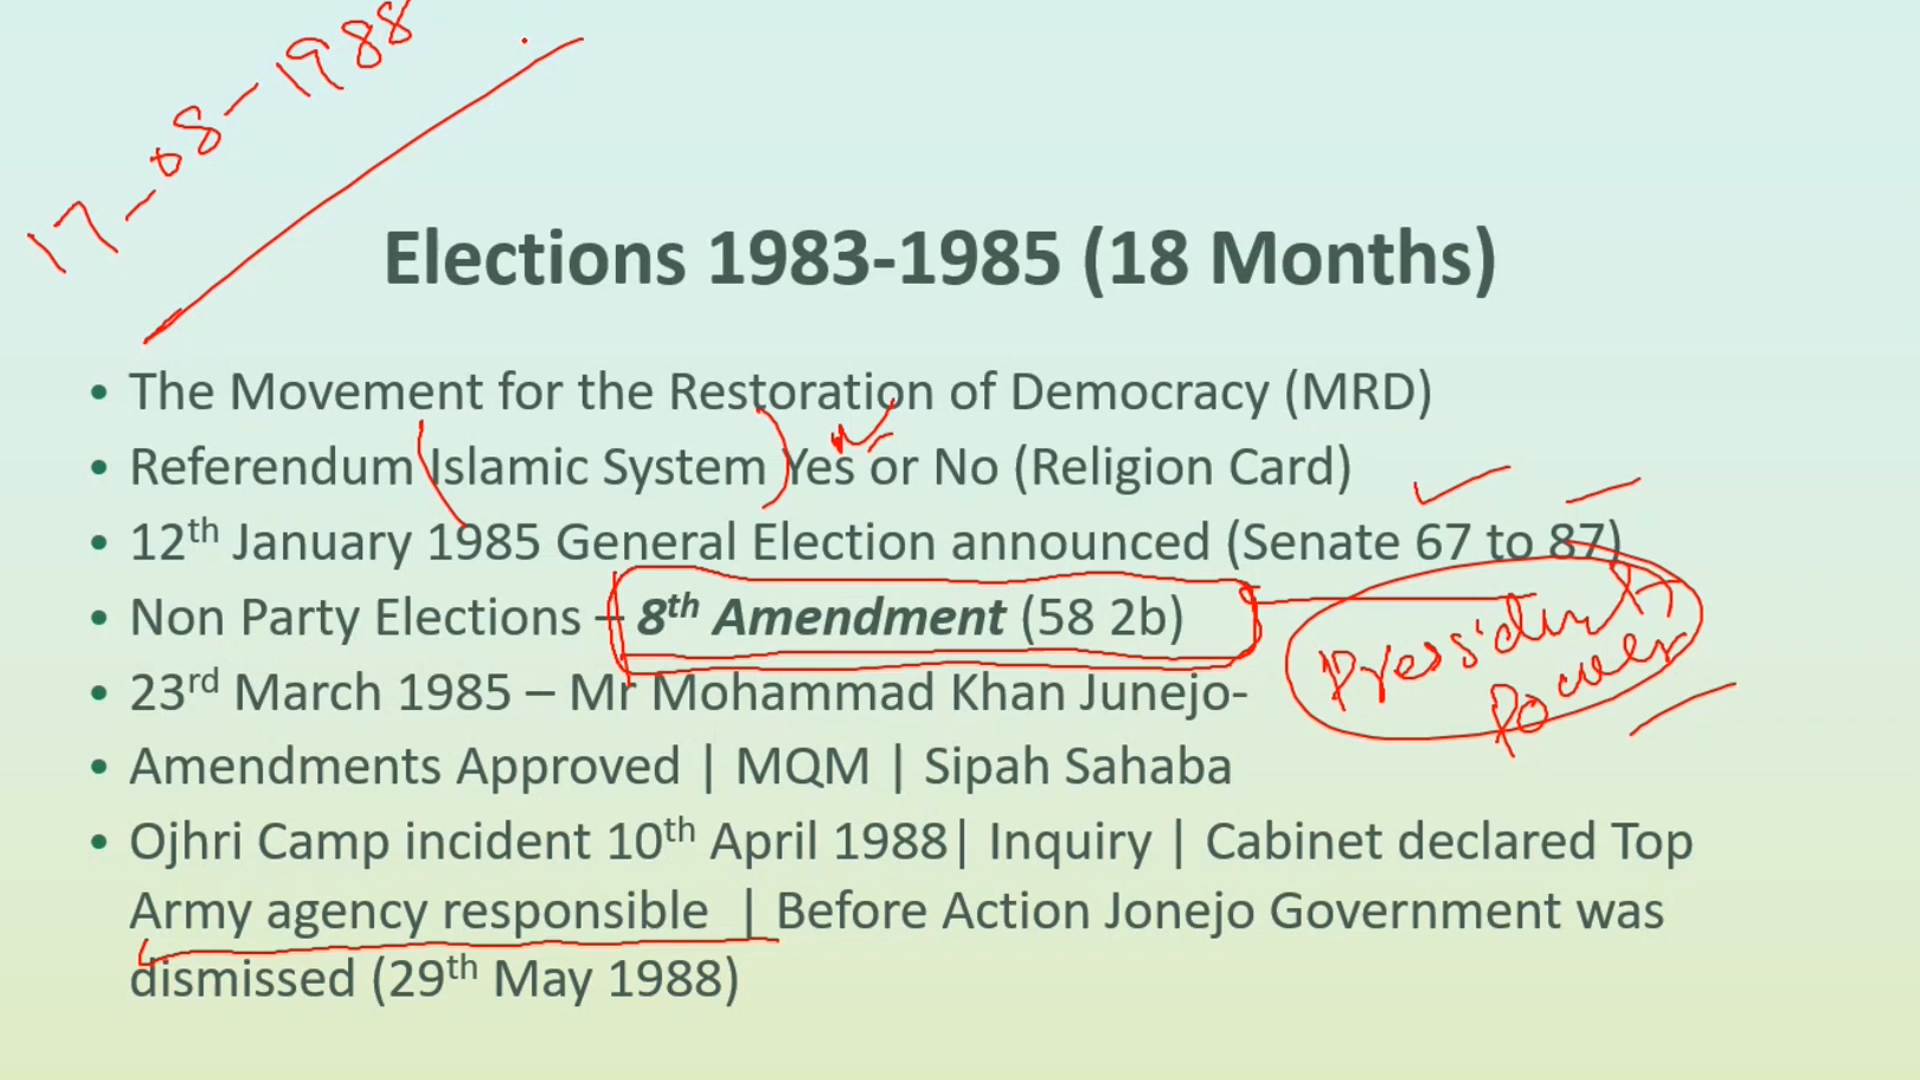 17-08-1988
Elections 1983-1985 (18 Months)
• The Movement for the Restoration of Democracy (MRD)
• Referendum Islamic System Yes or No (Religion Card)
• 12th January 1985 General Election announced (Senate 67 to 87)
• Non Party Elections – 8th Amendment (58 2b)
Pressident
Power
• 23rd March 1985 – Mr Mohammad Khan Junejo-
• Amendments Approved | MQM | Sipah Sahaba
• Ojhri Camp incident 10th April 1988| Inquiry | Cabinet declared Top
Army agency responsible | Before Action Jonejo Government was
dismissed (29th May 1988)